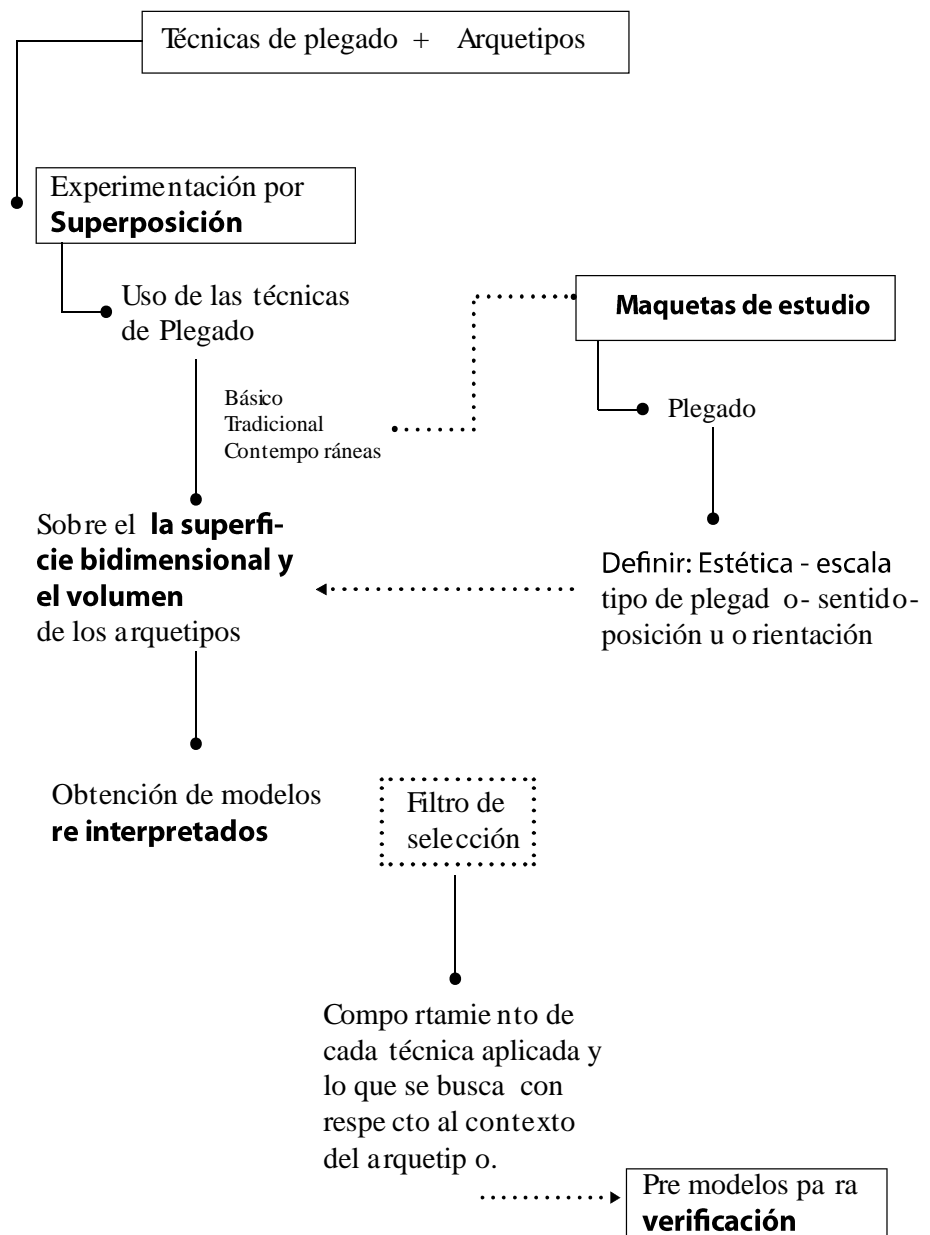 Técnicas de plegado + Arquetipos
Experimentación por
Superposición
Uso de las técnicas
de Plegado
Básico
Tradicional
Contempo ráneas
Maquetas de estudio
Plegado
Sobre el la superfi-
cie bidimensional y
el volumen
de los arquetipos
Definir: Estética - escala
tipo de plegad o- sentido-
posición u o rientación
Obtención de modelos
re interpretados
Filtro de
selección
Compo rtamie nto de
cada técnica aplicada y
lo que se busca con
respe cto al contexto
del a rquetip o.
Pre modelos pa ra
verificación